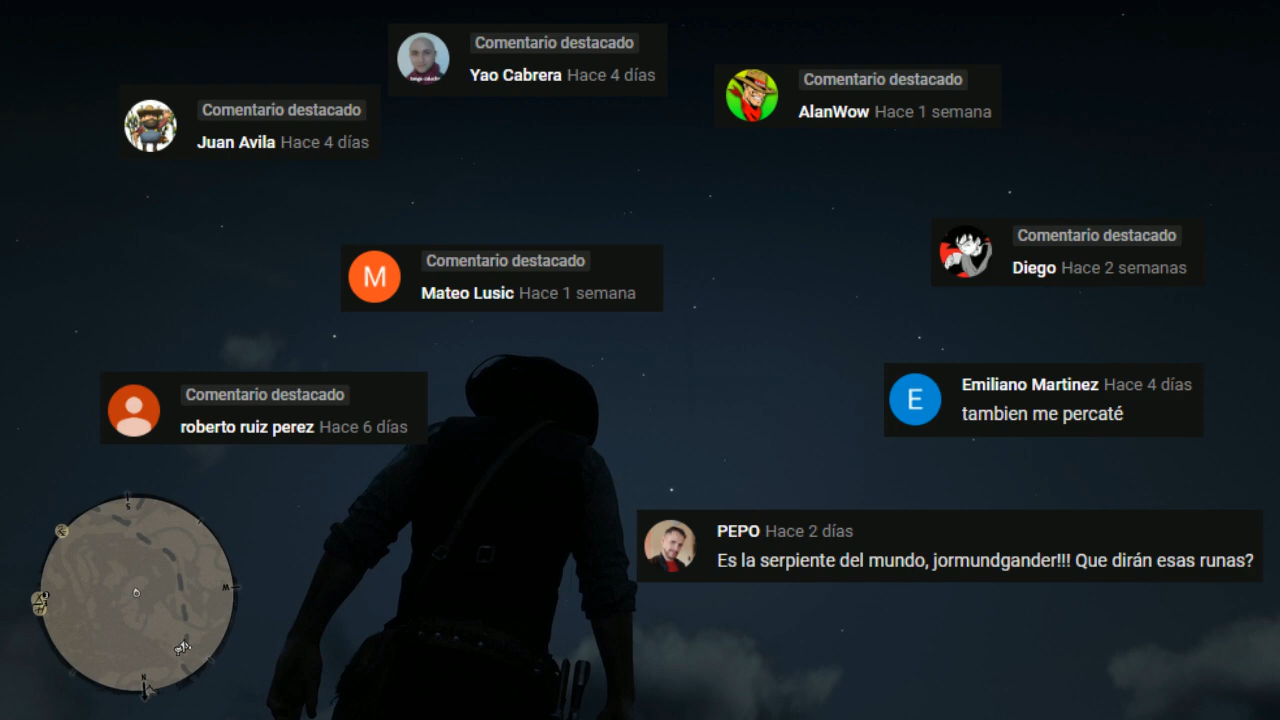 Comentario destacado
Yao Cabrera Hace 4 días
Comentario destacado
AlanWow Hace 1 semana
Comentario destacado
Juan Avila Hace 4 días
Comentario destacado
Diego Hace 2 semanas
Comentario destacado
Mateo Lusic Hace 1 semana
M
Emiliano Martinez Hace 4 días
E
tambien me percaté
Comentario destacado
roberto ruiz perez Hace 6 días
PEPO Hace 2 días
Es la serpiente del mundo, jormundgander!!! Que dirán esas runas?
S
W
N